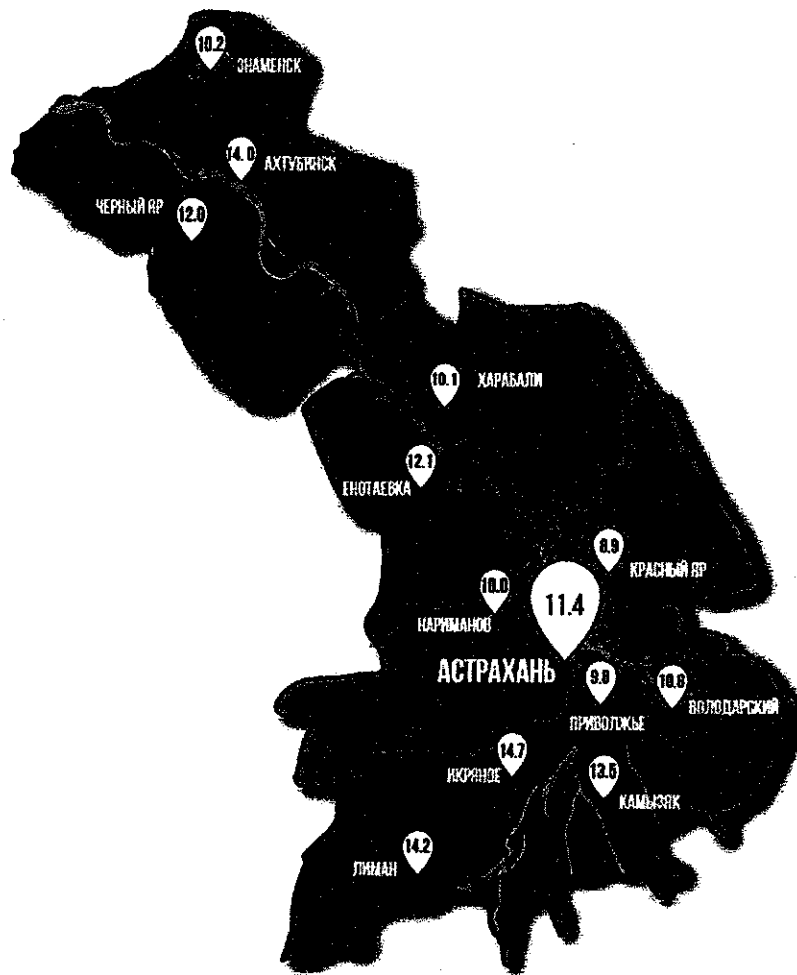 10.2
ЗНАМЕНСК
14.0
АХТУБИНСК
ЧЕРНЫЙ ЯР
12.0
10.1
ХАРАБАЛИ
12.1
ЕНОТАЕВКА
8.9
КРАСНЫЙ ЯР
10.0
НАРИМАНОВ
11.4
АСТРАХАНЬ
9.8
ПРИВОЛЖЬЕ
10.8
ВОЛОДАРСКИЙ
14.7
ИКРЯНОЕ
13.5
КАМЫЗЯК
14.2
ЛИМАН